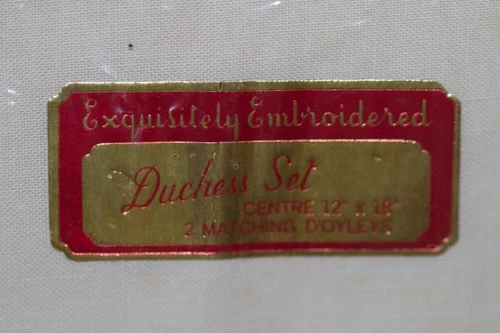 Exquisitely Embroidered
Duchess Set
CENTRE 12" x 18"
2 MATCHING D'OYLEYS